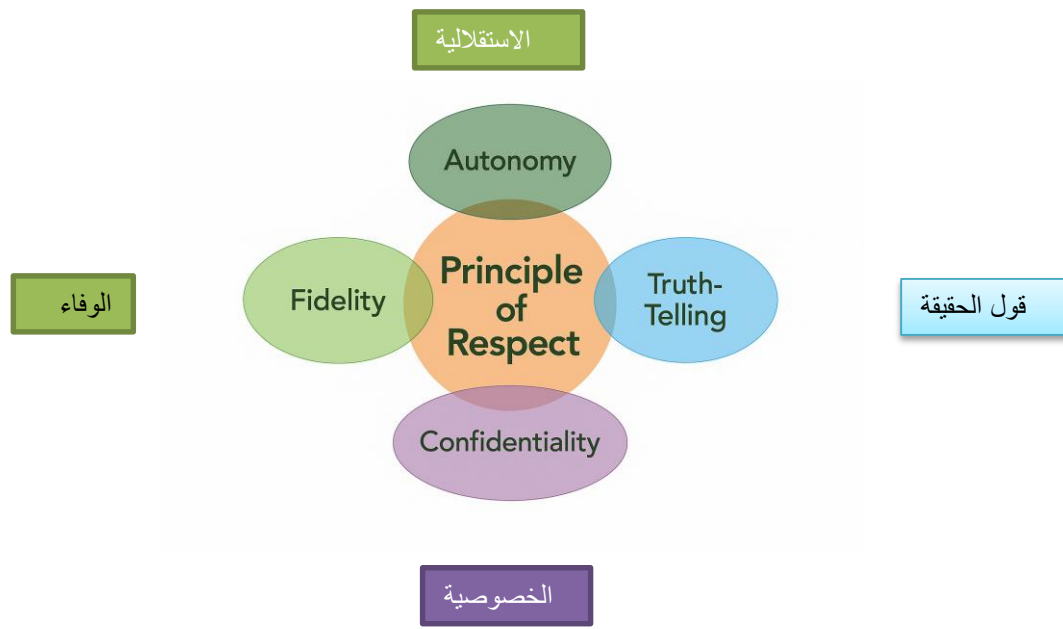 الاستقلالية
Autonomy
الوفاء
Fidelity
Principle
of
Respect
Truth-
Telling
قول الحقيقة
Confidentiality
الخصوصية